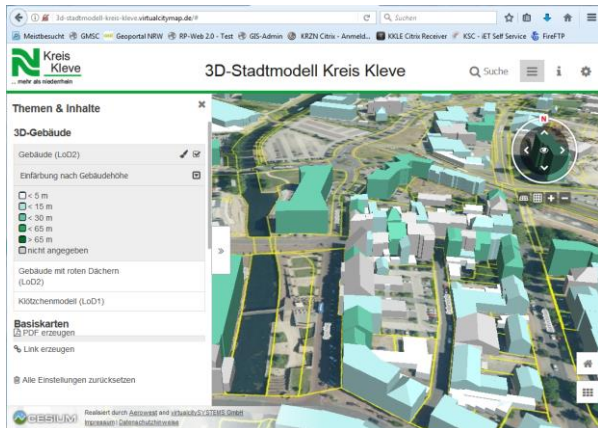 3d-stadtmodell-kreis-kleve.virtualcitymap.de/#
Suchen
Meistbesucht GMSC Geoportal NRW RP-Web 2.0 - Test GIS-Admin KRZN Citrix - Anmeld... KKLE Citrix Receiver KSC - iET Self Service FireFTP
Kreis
Kleve
... mehr als niederrhein
3D-Stadtmodell Kreis Kleve
Suche
Themen & Inhalte
3D-Gebäude
Gebäude (LoD2)
Einfärbung nach Gebäudehöhe
< 5 m
< 15 m
< 30 m
< 65 m
> 65 m
nicht angegeben
Gebäude mit roten Dächern
(LoD2)
Klötzchenmodell (LoD1)
Basiskarten
PDF erzeugen
Link erzeugen
Alle Einstellungen zurücksetzen
CESIUM
Realisiert durch Aerowest and virtualcitySYSTEMS GmbH
Impressum | Datenschutzhinweise
N